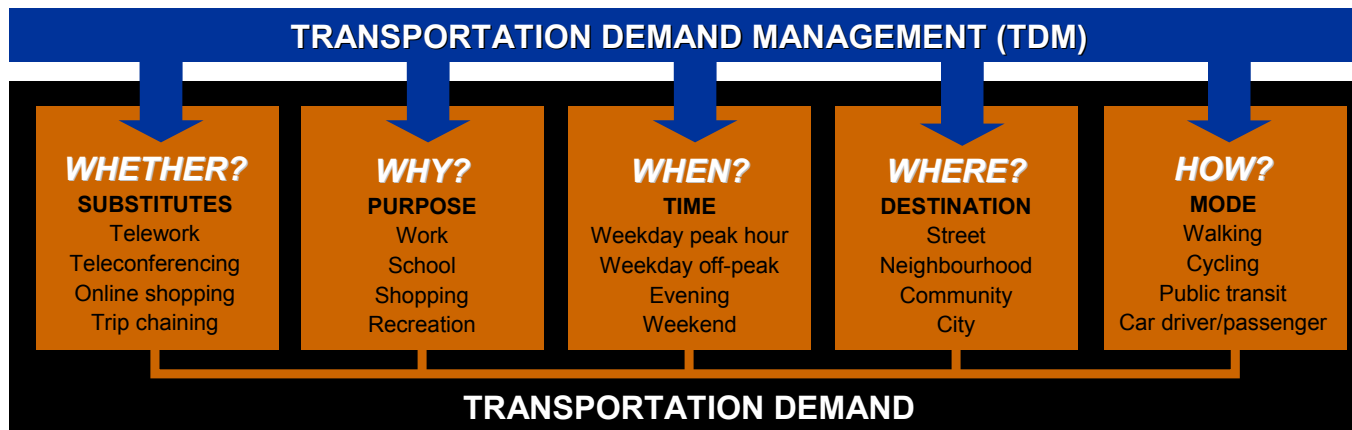 TRANSPORTATION DEMAND MANAGEMENT (TDM)
WHETHER?
SUBSTITUTES
Telework
Teleconferencing
Online shopping
Trip chaining
WHY?
PURPOSE
Work
School
Shopping
Recreation
WHEN?
TIME
Weekday peak hour
Weekday off-peak
Evening
Weekend
WHERE?
DESTINATION
Street
Neighbourhood
Community
City
HOW?
MODE
Walking
Cycling
Public transit
Car driver/passenger
TRANSPORTATION DEMAND